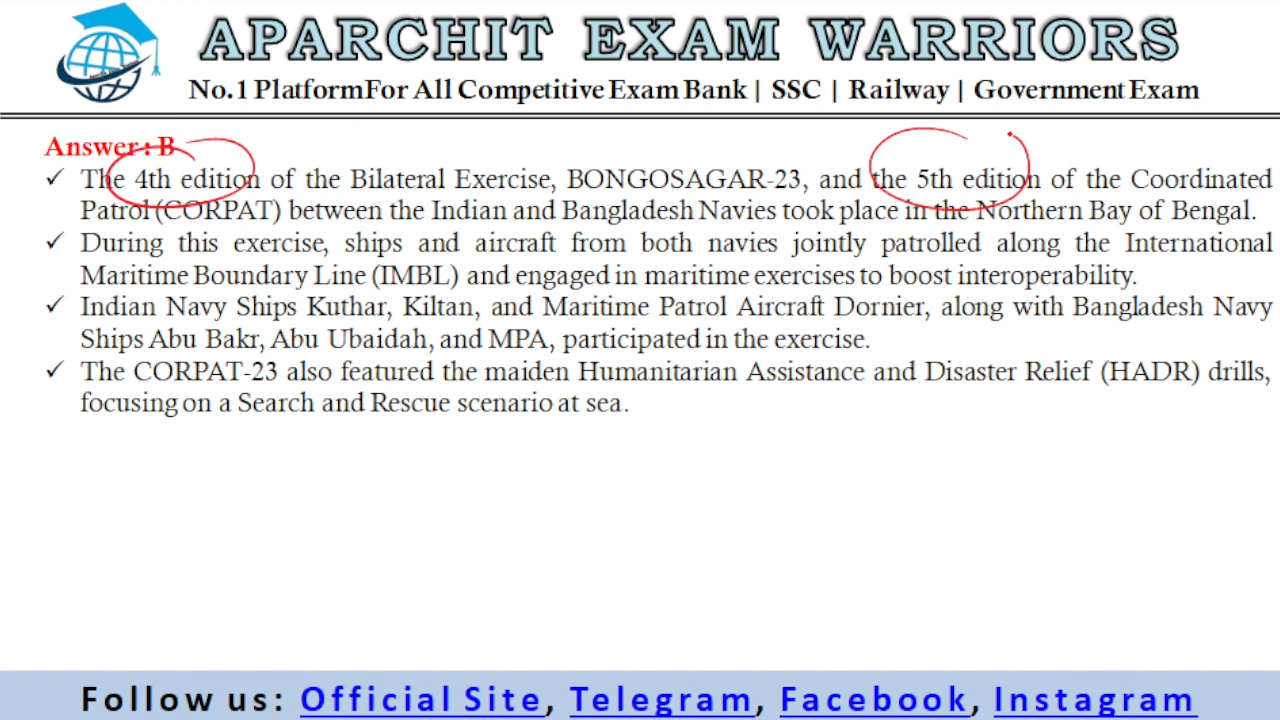 APARCHIT EXAM WARRIORS
No.1 PlatformFor All Competitive Exam Bank | SSC | Railway | Government Exam
Answer : B
✓ The 4th edition of the Bilateral Exercise, BONGOSAGAR-23, and the 5th edition of the Coordinated
Patrol (CORPAT) between the Indian and Bangladesh Navies took place in the Northern Bay of Bengal.
✓ During this exercise, ships and aircraft from both navies jointly patrolled along the International
Maritime Boundary Line (IMBL) and engaged in maritime exercises to boost interoperability.
✓ Indian Navy Ships Kuthar, Kiltan, and Maritime Patrol Aircraft Dornier, along with Bangladesh Navy
Ships Abu Bakr, Abu Ubaidah, and MPA, participated in the exercise.
✓ The CORPAT-23 also featured the maiden Humanitarian Assistance and Disaster Relief (HADR) drills,
focusing on a Search and Rescue scenario at sea.
Follow us: Official Site, Telegram, Facebook, Instagram